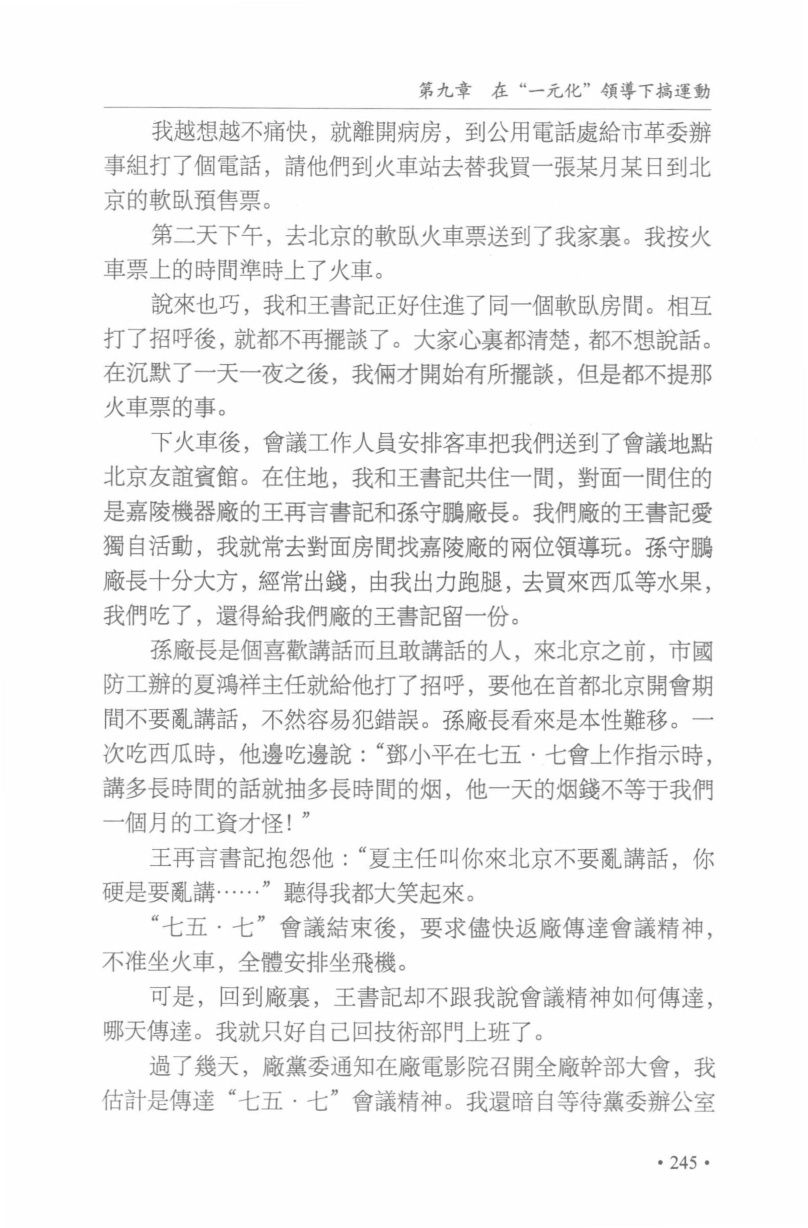 第九章　在“一元化”領導下搞運動
我越想越不痛快，就離開病房，到公用電話處給市革委辦
事組打了個電話，請他們到火車站去替我買一張某月某日到北
京的軟臥預售票。
第二天下午，去北京的軟臥火車票送到了我家裏。我按火
車票上的時間準時上了火車。
說來也巧，我和王書記正好住進了同一個軟臥房間。相互
打了招呼後，就都不再擺談了。大家心裏都清楚，都不想說話。
在沉默了一天一夜之後，我倆才開始有所擺談，但是都不提那
火車票的事。
下火車後，會議工作人員安排客車把我們送到了會議地點
北京友誼賓館。在住地，我和王書記共住一間，對面一間住的
是嘉陵機器廠的王再言書記和孫守鵬廠長。我們廠的王書記愛
獨自活動，我就常去對面房間找嘉陵廠的兩位領導玩。孫守鵬
廠長十分大方，經常出錢，由我出力跑腿，去買來西瓜等水果，
我們吃了，還得給我們廠的王書記留一份。
孫廠長是個喜歡講話而且敢講話的人，來北京之前，市國
防工辦的夏鴻祥主任就給他打了招呼，要他在首都北京開會期
間不要亂講話，不然容易犯錯誤。孫廠長看來是本性難移。一
次吃西瓜時，他邊吃邊說：“鄧小平在七五·七會上作指示時，
講多長時間的話就抽多長時間的烟，他一天的烟錢不等于我們
一個月的工資才怪！”
王再言書記抱怨他：“夏主任叫你來北京不要亂講話，你
硬是要亂講……”聽得我都大笑起來。
“七五·七”會議結束後，要求儘快返廠傳達會議精神，
不准坐火車，全體安排坐飛機。
可是，回到廠裏，王書記却不跟我說會議精神如何傳達，
哪天傳達。我就只好自己回技術部門上班了。
過了幾天，廠黨委通知在廠電影院召開全廠幹部大會，我
估計是傳達“七五·七”會議精神。我還暗自等待黨委辦公室
·245·